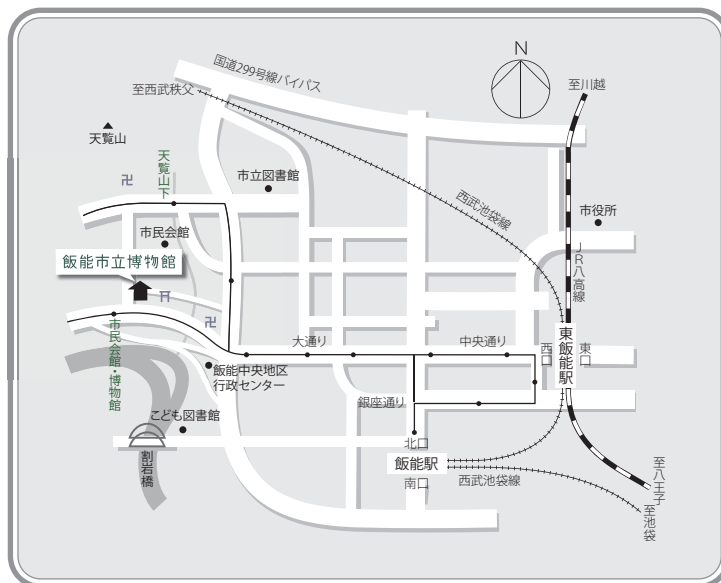 国道299号線バイパス
N
至西武秩父
至川越
天覧山
天覧山下
市立図書館
西武池袋線
市役所
市民会館
飯能市立博物館
JR八高線
市民会館・博物館
大通り
中央通り
西口
東飯能駅
東口
飯能中央地区
行政センター
銀座通り
こども図書館
北口
飯能駅
南口
西武池袋線
割岩橋
至八王子
至池袋